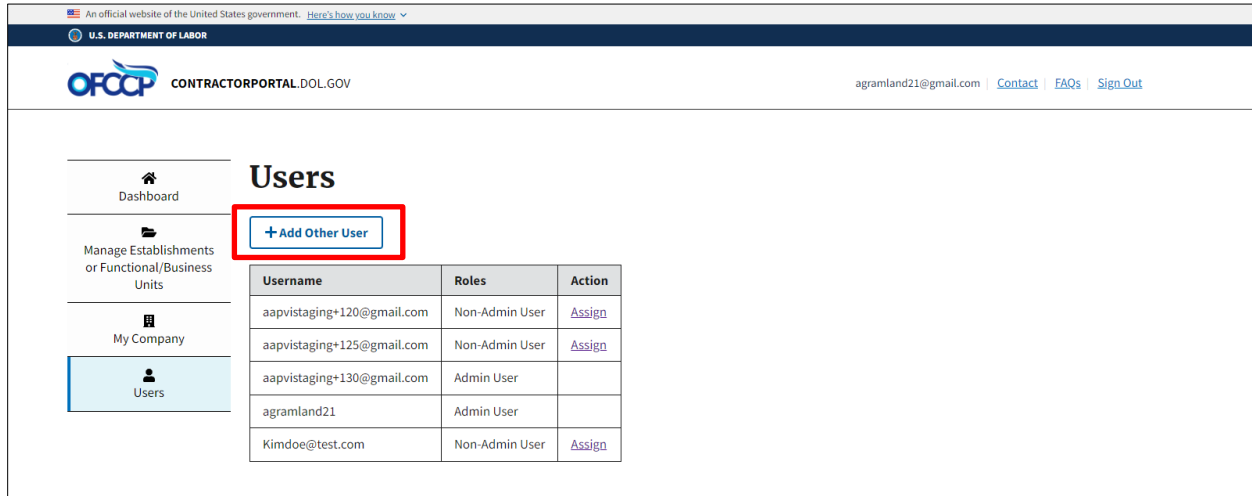 An official website of the United States government. Here's how you know
U.S. DEPARTMENT OF LABOR
OFCCP CONTRACTORPORTAL.DOL.GOV
agramland21@gmail.com | Contact | FAQs | Sign Out
Dashboard
Manage Establishments
or Functional/Business
Units
My Company
Users
Users
+Add Other User
Username Roles Action
aapvistaging+120@gmail.com Non-Admin User Assign
aapvistaging+125@gmail.com Non-Admin User Assign
aapvistaging+130@gmail.com Admin User
agramland21 Admin User
Kimdoe@test.com Non-Admin User Assign